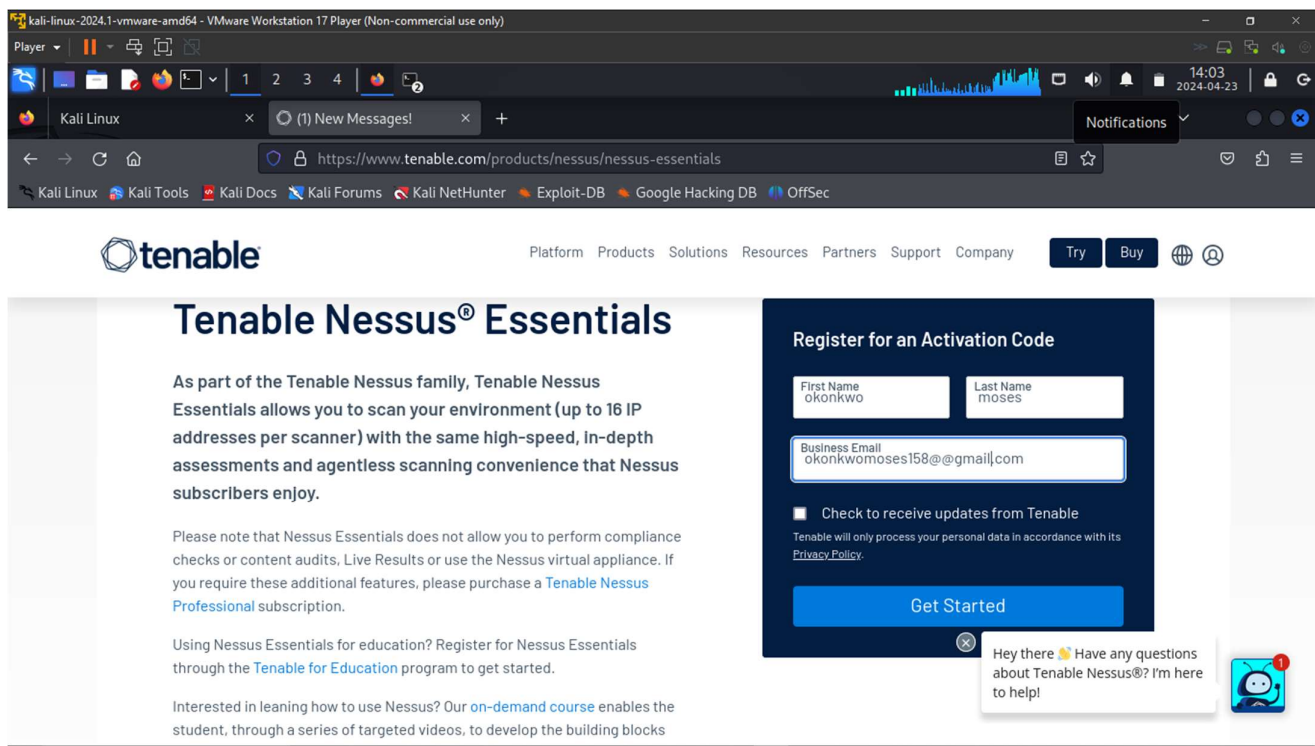 kali-linux-2024.1-vmware-amd64 - VMware Workstation 17 Player (Non-commercial use only)
Player
1 2 3 4
2
14:03
2024-04-23
Kali Linux
(1) New Messages!
Notifications
https://www.tenable.com/products/nessus/nessus-essentials
Kali Linux Kali Tools Kali Docs Kali Forums Kali NetHunter Exploit-DB Google Hacking DB OffSec
tenable
Platform Products Solutions Resources Partners Support Company Try Buy
Tenable Nessus® Essentials
As part of the Tenable Nessus family, Tenable Nessus
Essentials allows you to scan your environment (up to 16 IP
addresses per scanner) with the same high-speed, in-depth
assessments and agentless scanning convenience that Nessus
subscribers enjoy.
Please note that Nessus Essentials does not allow you to perform compliance
checks or content audits, Live Results or use the Nessus virtual appliance. If
you require these additional features, please purchase a Tenable Nessus
Professional subscription.
Using Nessus Essentials for education? Register for Nessus Essentials
through the Tenable for Education program to get started.
Interested in leaning how to use Nessus? Our on-demand course enables the
student, through a series of targeted videos, to develop the building blocks
Register for an Activation Code
First Name
okonkwo
Last Name
moses
Business Email
okonkwomoses158@@gmail.com
Check to receive updates from Tenable
Tenable will only process your personal data in accordance with its
Privacy Policy.
Get Started
Hey there 👋 Have any questions
about Tenable Nessus®? I'm here
to help!
1